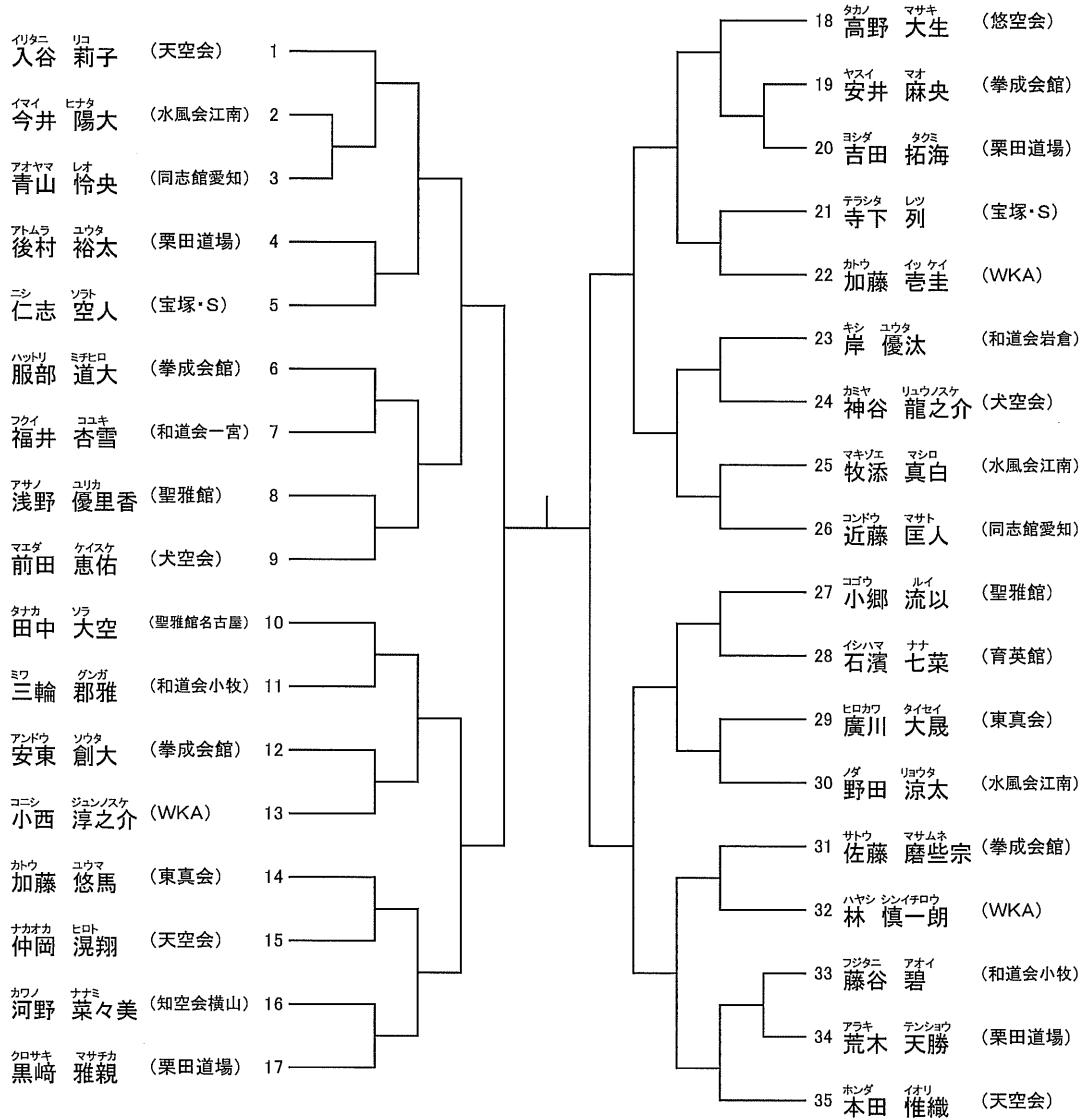 イリタニ リコ
入谷 莉子 (天空会) 1
イマイ ヒナタ
今井 陽大 (水風会江南) 2
アオヤマ レオ
青山 怜央 (同志館愛知) 3
アトムラ ユウタ
後村 裕太 (栗田道場) 4
ニシ ソラト
仁志 空人 (宝塚・S) 5
ハットリ ミチヒロ
服部 道大 (拳成会館) 6
フクイ コユキ
福井 杏雪 (和道会一宮) 7
アサノ ユリカ
浅野 優里香 (聖雅館) 8
マエダ ケイスケ
前田 恵佑 (犬空会) 9
タナカ ソラ
田中 大空 (聖雅館名古屋) 10
ミワ グンガ
三輪 郡雅 (和道会小牧) 11
アンドウ ソウタ
安東 創大 (拳成会館) 12
コニシ ジュンノスケ
小西 淳之介 (WKA) 13
カトウ ユウマ
加藤 悠馬 (東真会) 14
ナカオカ ヒロト
仲岡 滉翔 (天空会) 15
カワノ ナナミ
河野 菜々美 (知空会横山) 16
クロサキ マサチカ
黒﨑 雅親 (栗田道場) 17
タカノ マサキ
18 高野 大生 (悠空会)
ヤスイ マオ
19 安井 麻央 (拳成会館)
ヨシダ タクミ
20 吉田 拓海 (栗田道場)
テラシタ レツ
21 寺下 列 (宝塚・S)
カトウ イッケイ
22 加藤 壱圭 (WKA)
キシ ユウタ
23 岸 優汰 (和道会岩倉)
カミヤ リュウノスケ
24 神谷 龍之介 (犬空会)
マキゾエ マシロ
25 牧添 真白 (水風会江南)
コンドウ マサト
26 近藤 匡人 (同志館愛知)
コゴウ ルイ
27 小郷 流以 (聖雅館)
イシハマ ナナ
28 石濱 七菜 (育英館)
ヒロカワ タイセイ
29 廣川 大晟 (東真会)
ノダ リョウタ
30 野田 涼太 (水風会江南)
サトウ マサムネ
31 佐藤 磨些宗 (拳成会館)
ハヤシ シンイチロウ
32 林 慎一朗 (WKA)
フジタニ アオイ
33 藤谷 碧 (和道会小牧)
アラキ テンショウ
34 荒木 天勝 (栗田道場)
ホンダ イオリ
35 本田 惟織 (天空会)